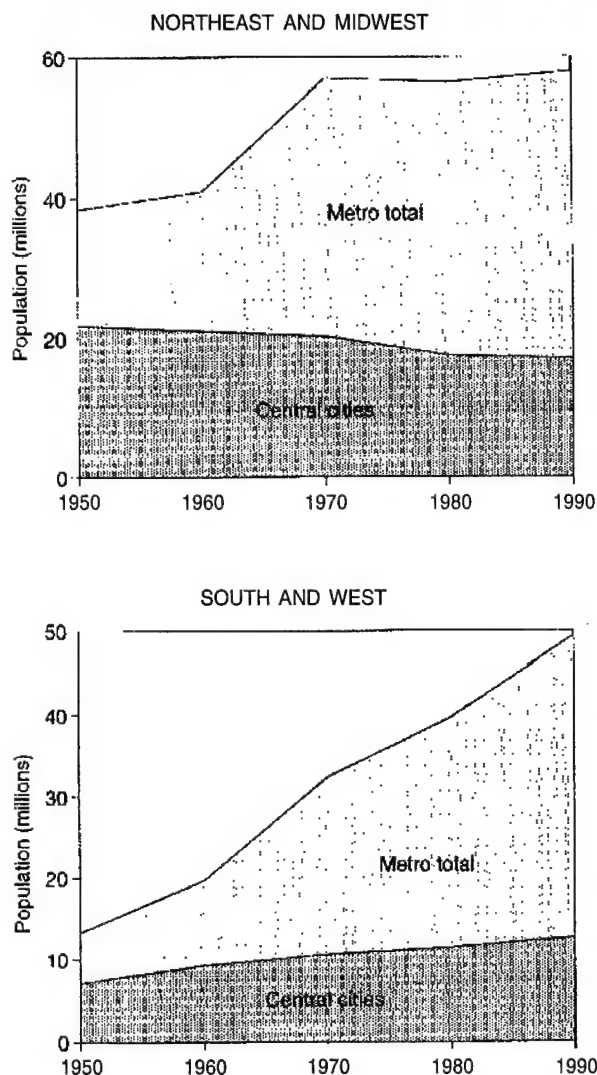 NORTHEAST AND MIDWEST
60
40
20
0
Population (millions)
Metro total
Central cities
1950 1960 1970 1980 1990
SOUTH AND WEST
50
40
30
20
10
0
Population (millions)
Metro total
Central cities
1950 1960 1970 1980 1990